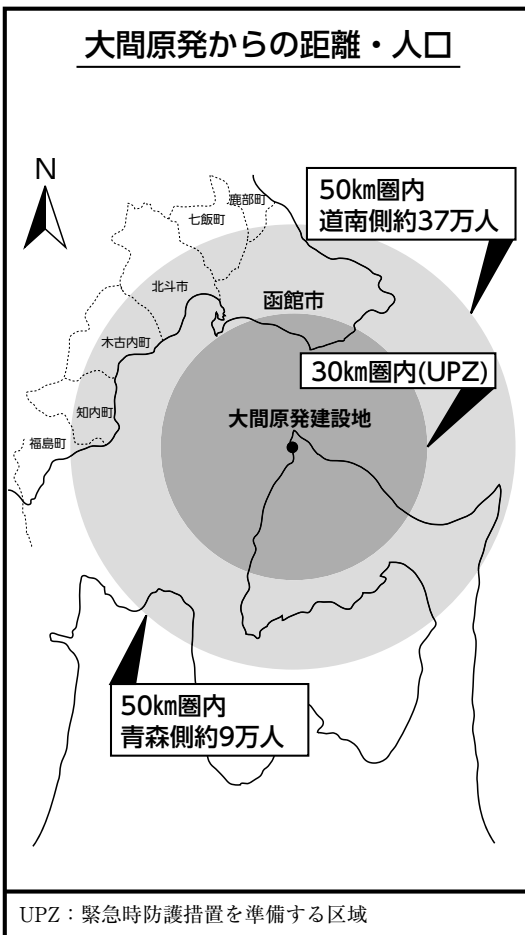 大間原発からの距離・人口
N
鹿部町
七飯町
50㎞圏内
道南側約37万人
北斗市
函館市
木古内町
30㎞圏内(UPZ)
知内町
大間原発建設地
福島町
50㎞圏内
青森側約9万人
UPZ：緊急時防護措置を準備する区域